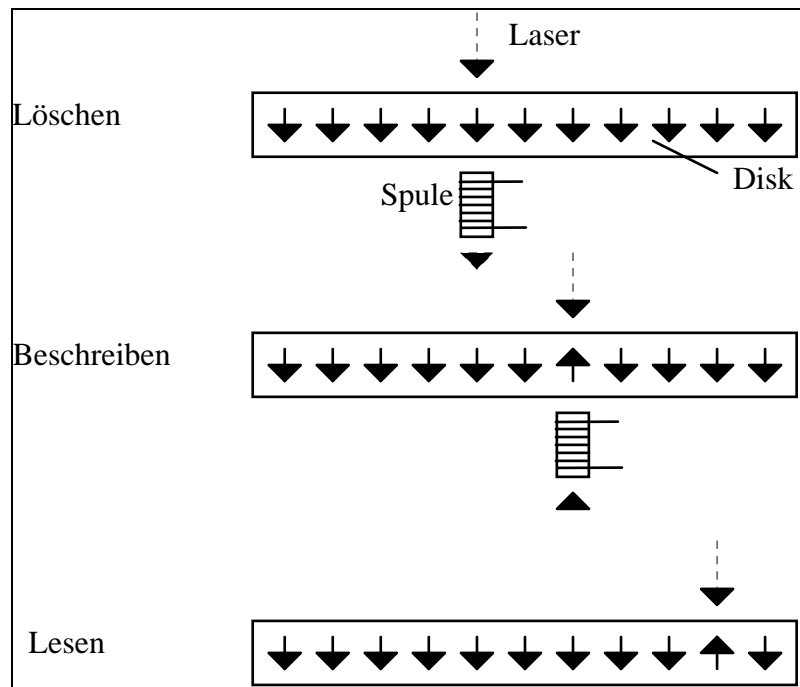 Laser
Löschen
Disk
Spule
Beschreiben
Lesen